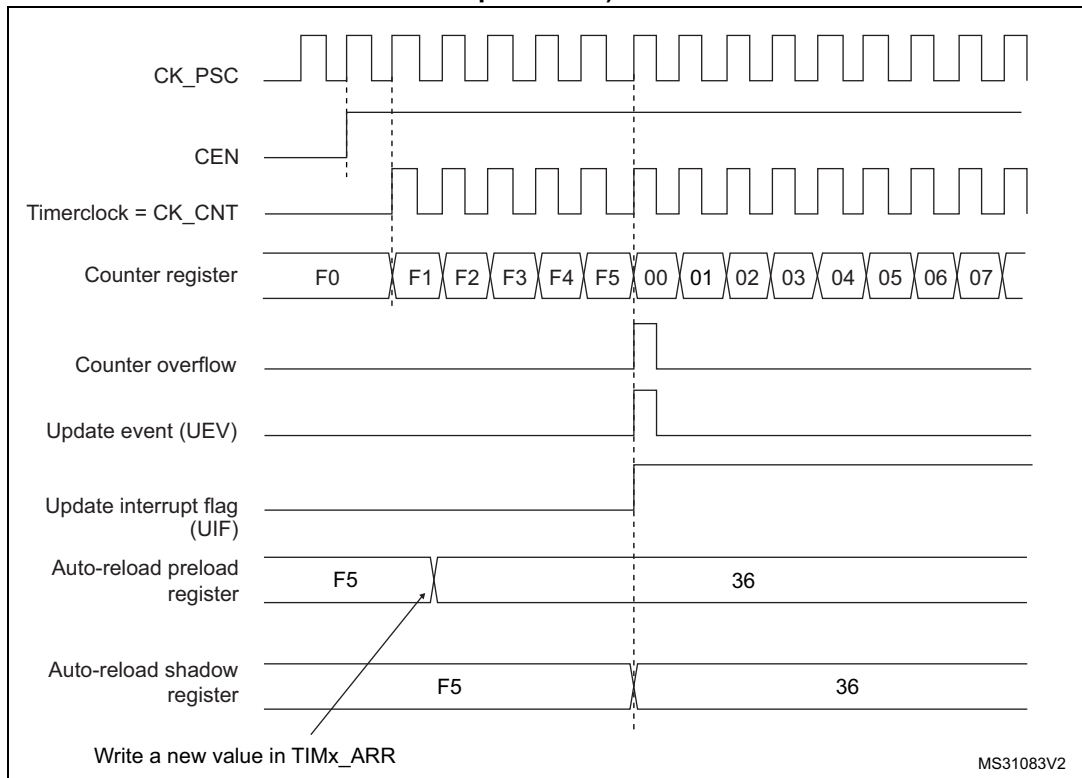 CK_PSC
CEN
Timerclock = CK_CNT
Counter register F0 F1 F2 F3 F4 F5 00 01 02 03 04 05 06 07
Counter overflow
Update event (UEV)
Update interrupt flag
(UIF)
Auto-reload preload
register
F5 36
Auto-reload shadow
register
F5 36
Write a new value in TIMx_ARR
MS31083V2